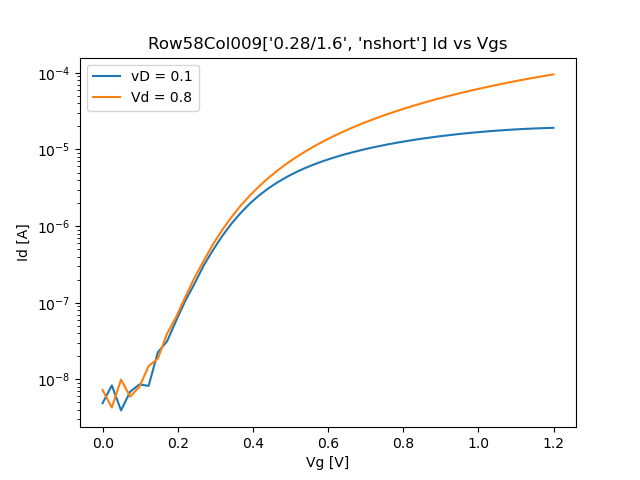 Row58Col009['0.28/1.6', 'nshort'] Id vs Vgs
vD = 0.1
Vd = 0.8
Id [A]
10⁻⁴
10⁻⁵
10⁻⁶
10⁻⁷
10⁻⁸
0.0 0.2 0.4 0.6 0.8 1.0 1.2
Vg [V]